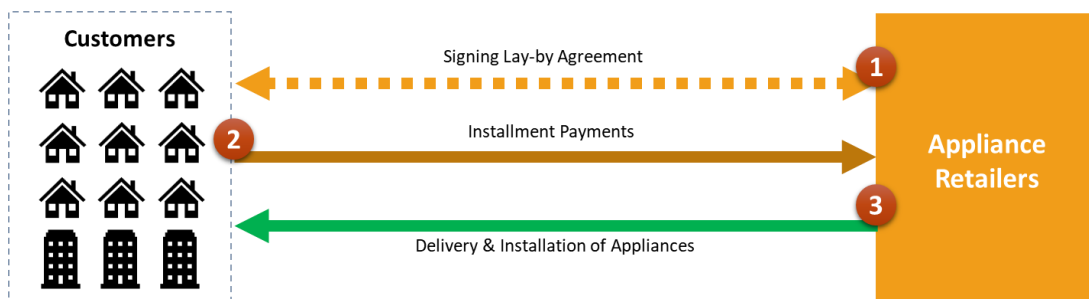 Customers
Signing Lay-by Agreement
1
2
Installment Payments
Appliance
Retailers
3
Delivery & Installation of Appliances